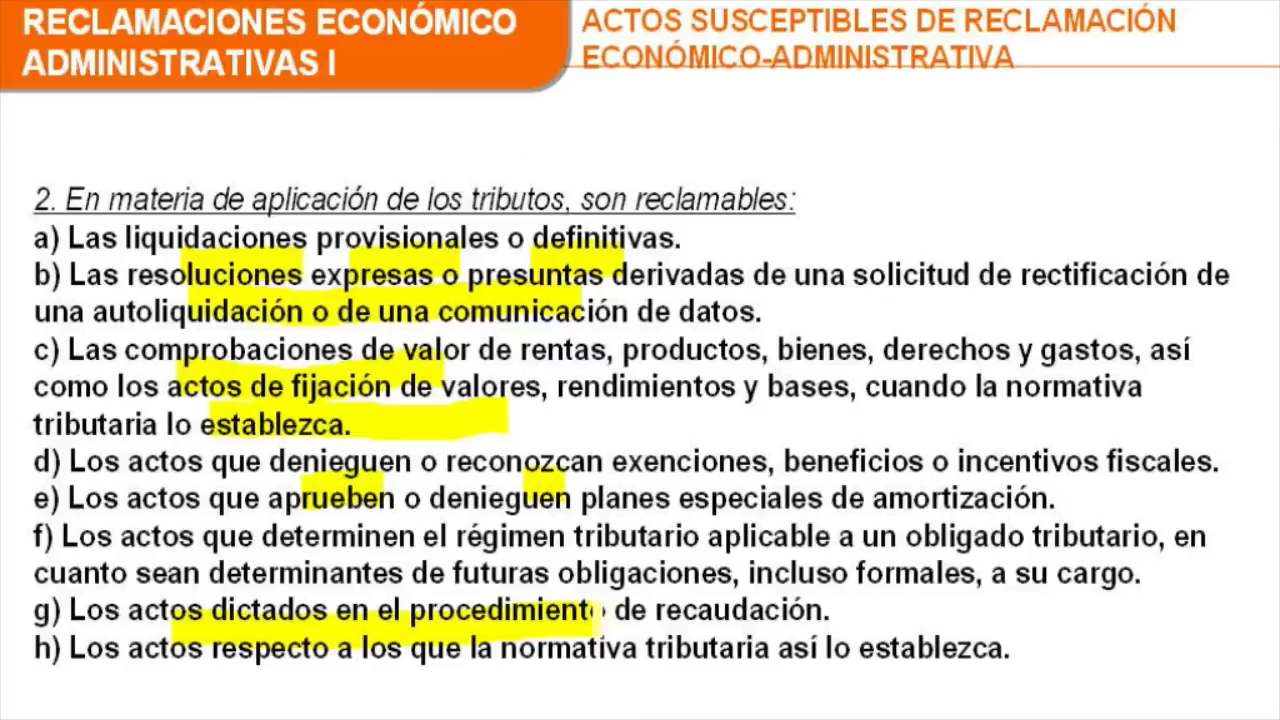 RECLAMACIONES ECONÓMICO
ADMINISTRATIVAS I
ACTOS SUSCEPTIBLES DE RECLAMACIÓN
ECONÓMICO-ADMINISTRATIVA
2. En materia de aplicación de los tributos, son reclamables:
a) Las liquidaciones provisionales o definitivas.
b) Las resoluciones expresas o presuntas derivadas de una solicitud de rectificación de
una autoliquidación o de una comunicación de datos.
c) Las comprobaciones de valor de rentas, productos, bienes, derechos y gastos, así
como los actos de fijación de valores, rendimientos y bases, cuando la normativa
tributaria lo establezca.
d) Los actos que denieguen o reconozcan exenciones, beneficios o incentivos fiscales.
e) Los actos que aprueben o denieguen planes especiales de amortización.
f) Los actos que determinen el régimen tributario aplicable a un obligado tributario, en
cuanto sean determinantes de futuras obligaciones, incluso formales, a su cargo.
g) Los actos dictados en el procedimiento de recaudación.
h) Los actos respecto a los que la normativa tributaria así lo establezca.